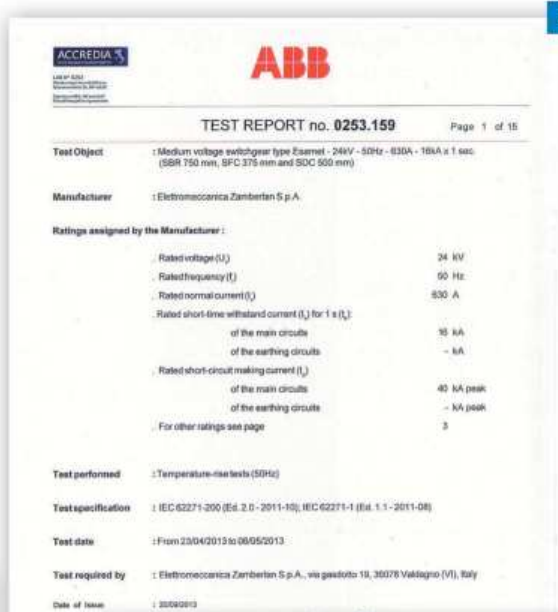 ACCREDIA
ABB
TEST REPORT no. 0253.159 Page 1 of 15
Test Object : Medium voltage switchgear type Esamet - 24kV - 50Hz - 630A - 16kA x 1 sec.
(SBR 750 mm, SFC 375 mm and SDC 500 mm)
Manufacturer : Elettromeccanica Zamberlan S.p.A.
Ratings assigned by the Manufacturer :
. Rated voltage (Ur) 24 kV
. Rated frequency (fr) 50 Hz
. Rated normal current (Ir) 630 A
. Rated short-time withstand current (Ik) for 1 s (tk):
of the main circuits 16 kA
of the earthing circuits - kA
. Rated short-circuit making current (Ip)
of the main circuits 40 kA peak
of the earthing circuits - kA peak
. For other ratings see page 3
Test performed : Temperature-rise tests (50Hz)
Test specification : IEC 62271-200 (Ed. 2.0 - 2011-10); IEC 62271-1 (Ed. 1.1 - 2011-08)
Test date : From 23/04/2013 to 06/05/2013
Test required by : Elettromeccanica Zamberlan S.p.A., via gasdotto 19, 36078 Valdagno (VI), Italy
Date of Issue